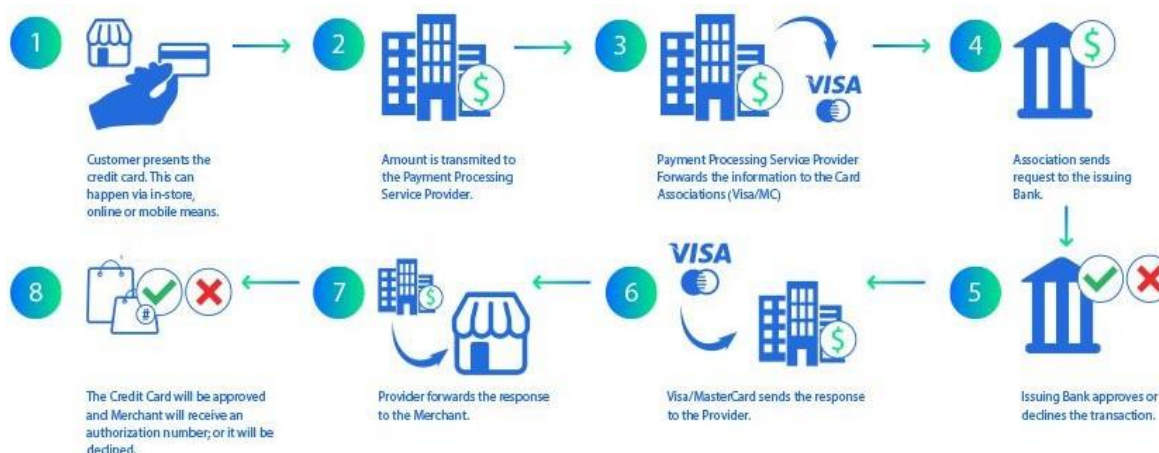 1
Customer presents the
credit card. This can
happen via in-store,
online or mobile means.
2
$
Amount is transmited to
the Payment Processing
Service Provider.
3
$
VISA
Payment Processing Service Provider
Forwards the information to the Card
Associations (Visa/MC)
4
$
Association sends
request to the issuing
Bank.
5
Issuing Bank approves or
declines the transaction.
6
VISA
$
Visa/MasterCard sends the response
to the Provider.
7
$
Provider forwards the response
to the Merchant.
8
#
The Credit Card will be approved
and Merchant will receive an
authorization number; or it will be
declined.